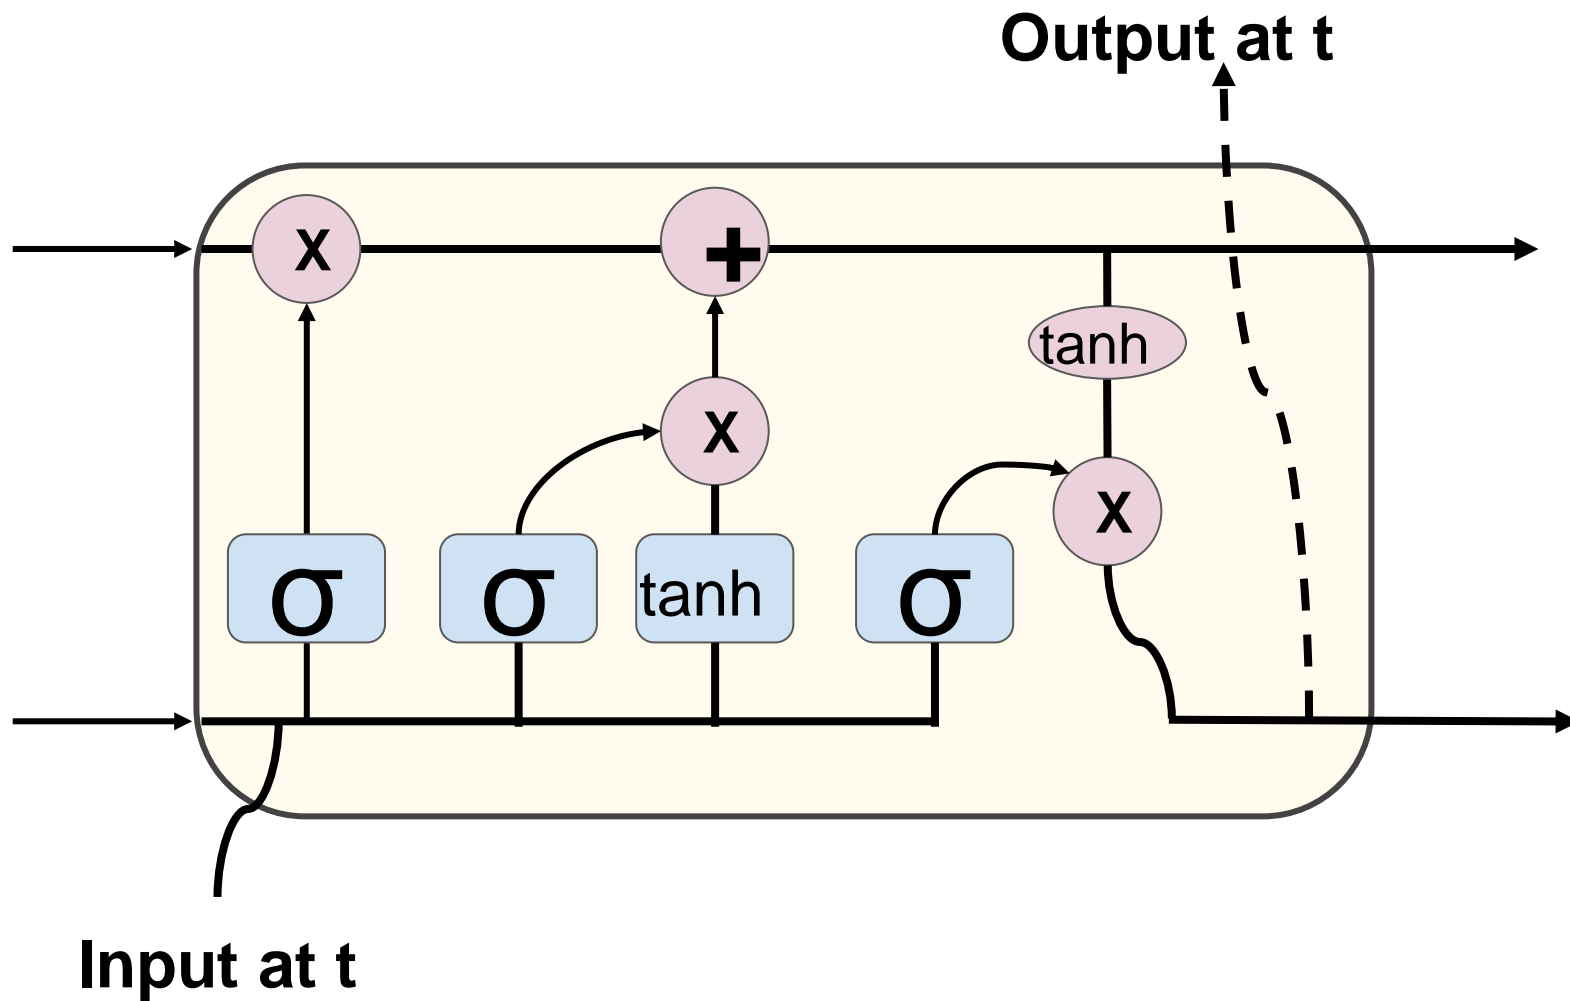 Output at t
x
+
tanh
x
x
σ
σ
tanh
σ
Input at t